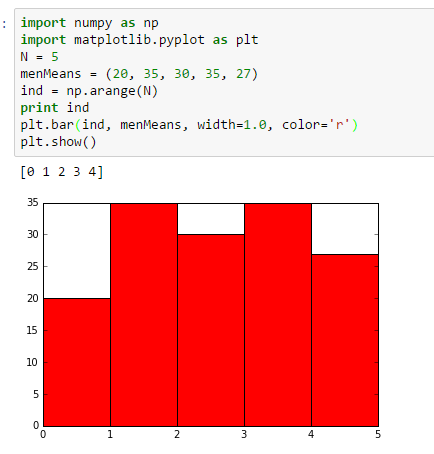 : import numpy as np
import matplotlib.pyplot as plt
N = 5
menMeans = (20, 35, 30, 35, 27)
ind = np.arange(N)
print ind
plt.bar(ind, menMeans, width=1.0, color='r')
plt.show()
[0 1 2 3 4]
35
30
25
20
15
10
5
0
0 1 2 3 4 5